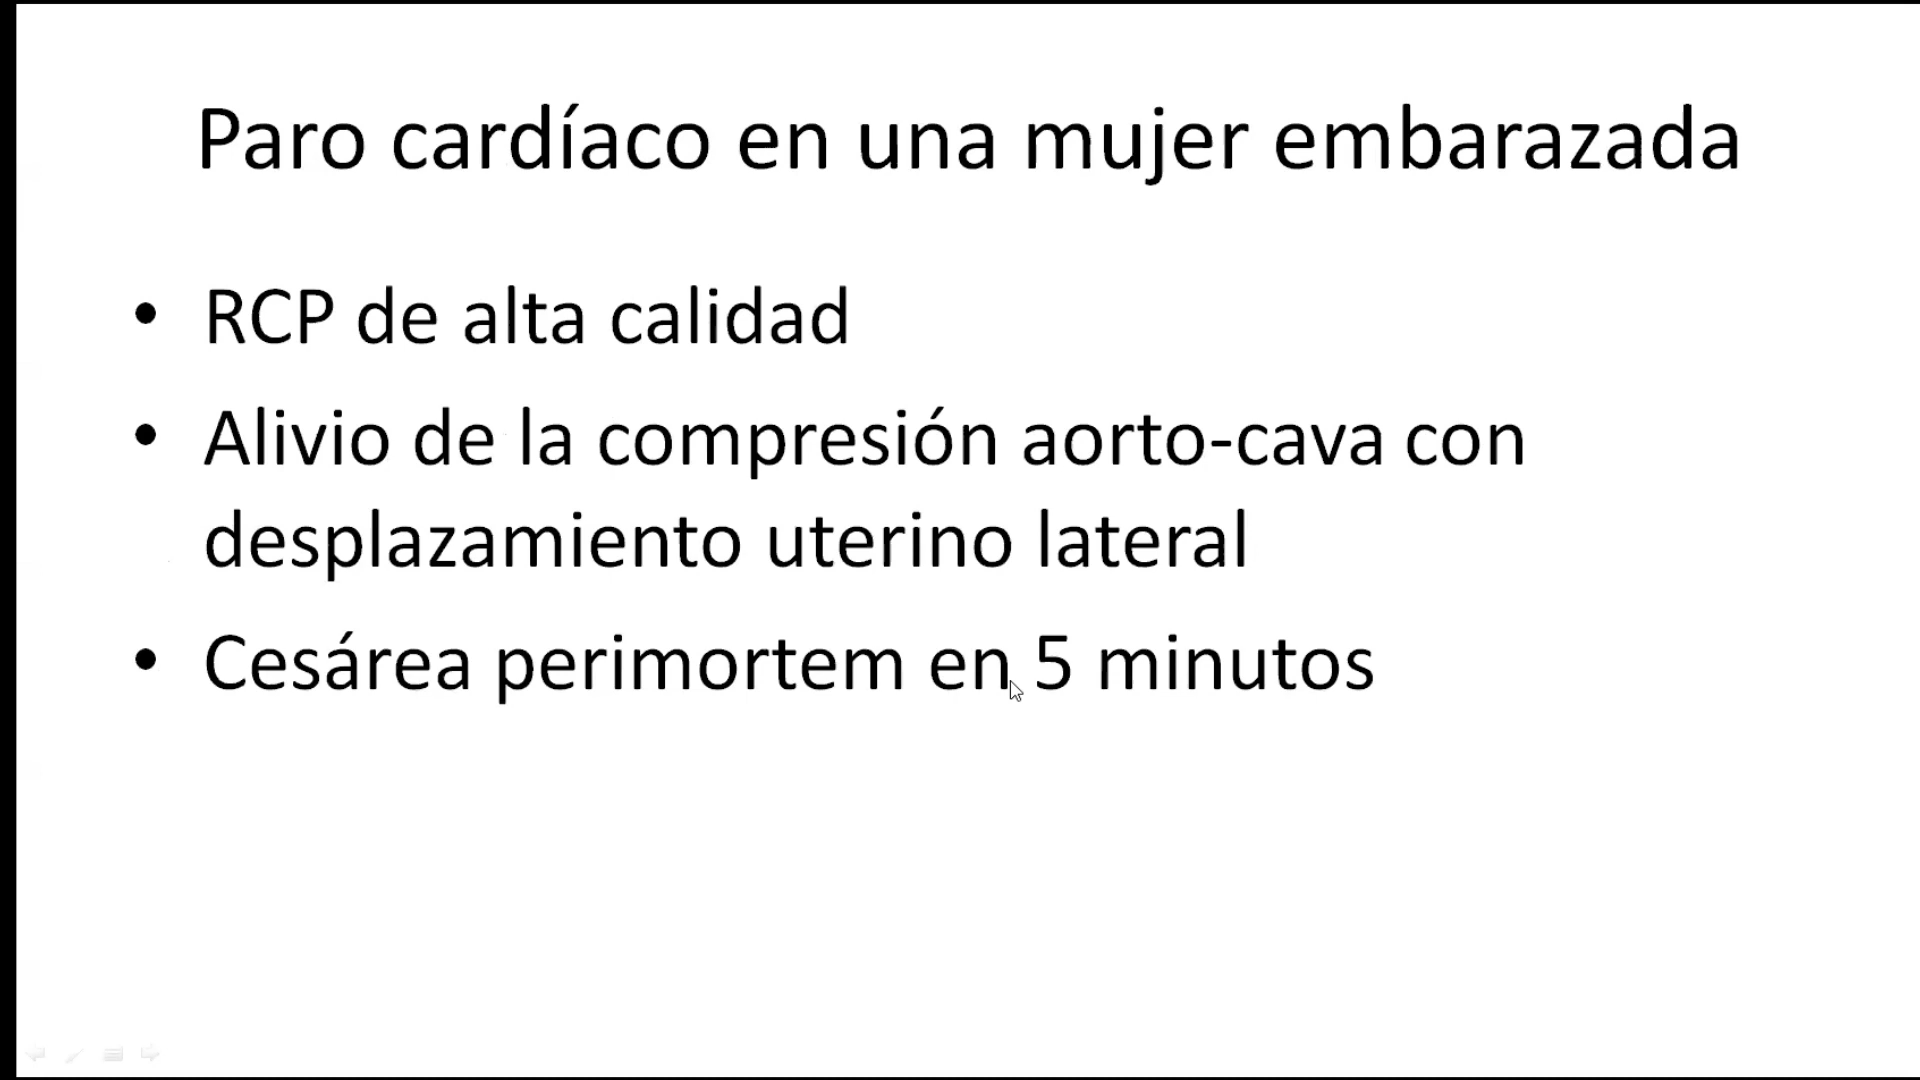 Paro cardíaco en una mujer embarazada
• RCP de alta calidad
• Alivio de la compresión aorto-cava con
desplazamiento uterino lateral
• Cesárea perimortem en 5 minutos